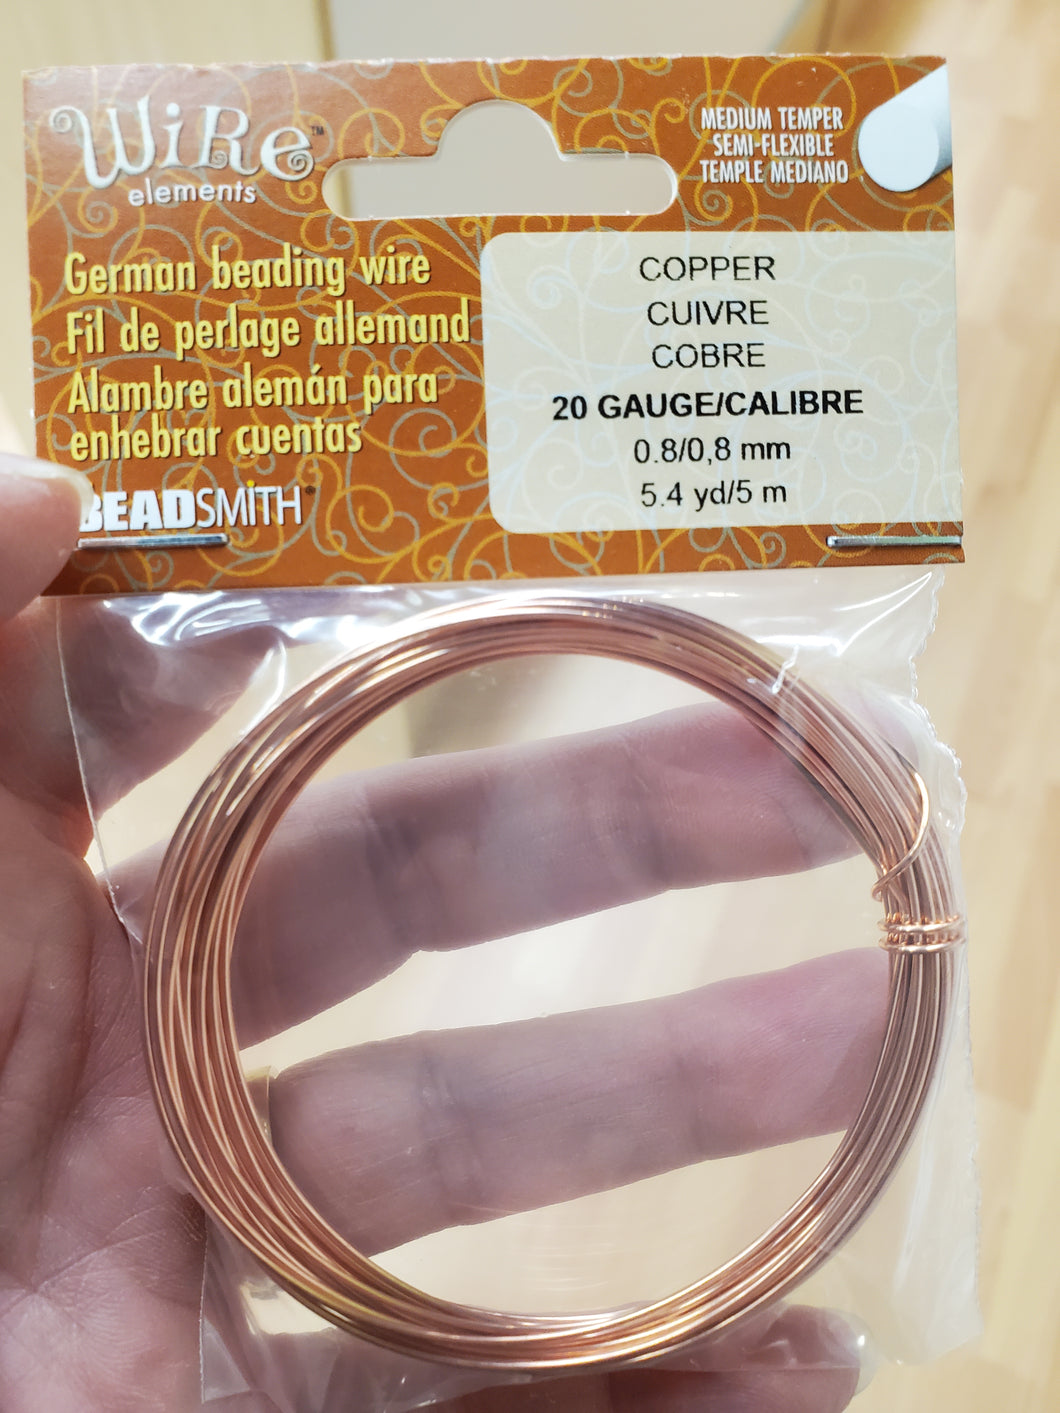 WiRe™
elements
MEDIUM TEMPER
SEMI-FLEXIBLE
TEMPLE MEDIANO
German beading wire
Fil de perlage allemand
Alambre alemán para
enhebrar cuentas
BEADSMITH®
COPPER
CUIVRE
COBRE
20 GAUGE/CALIBRE
0.8/0,8 mm
5.4 yd/5 m